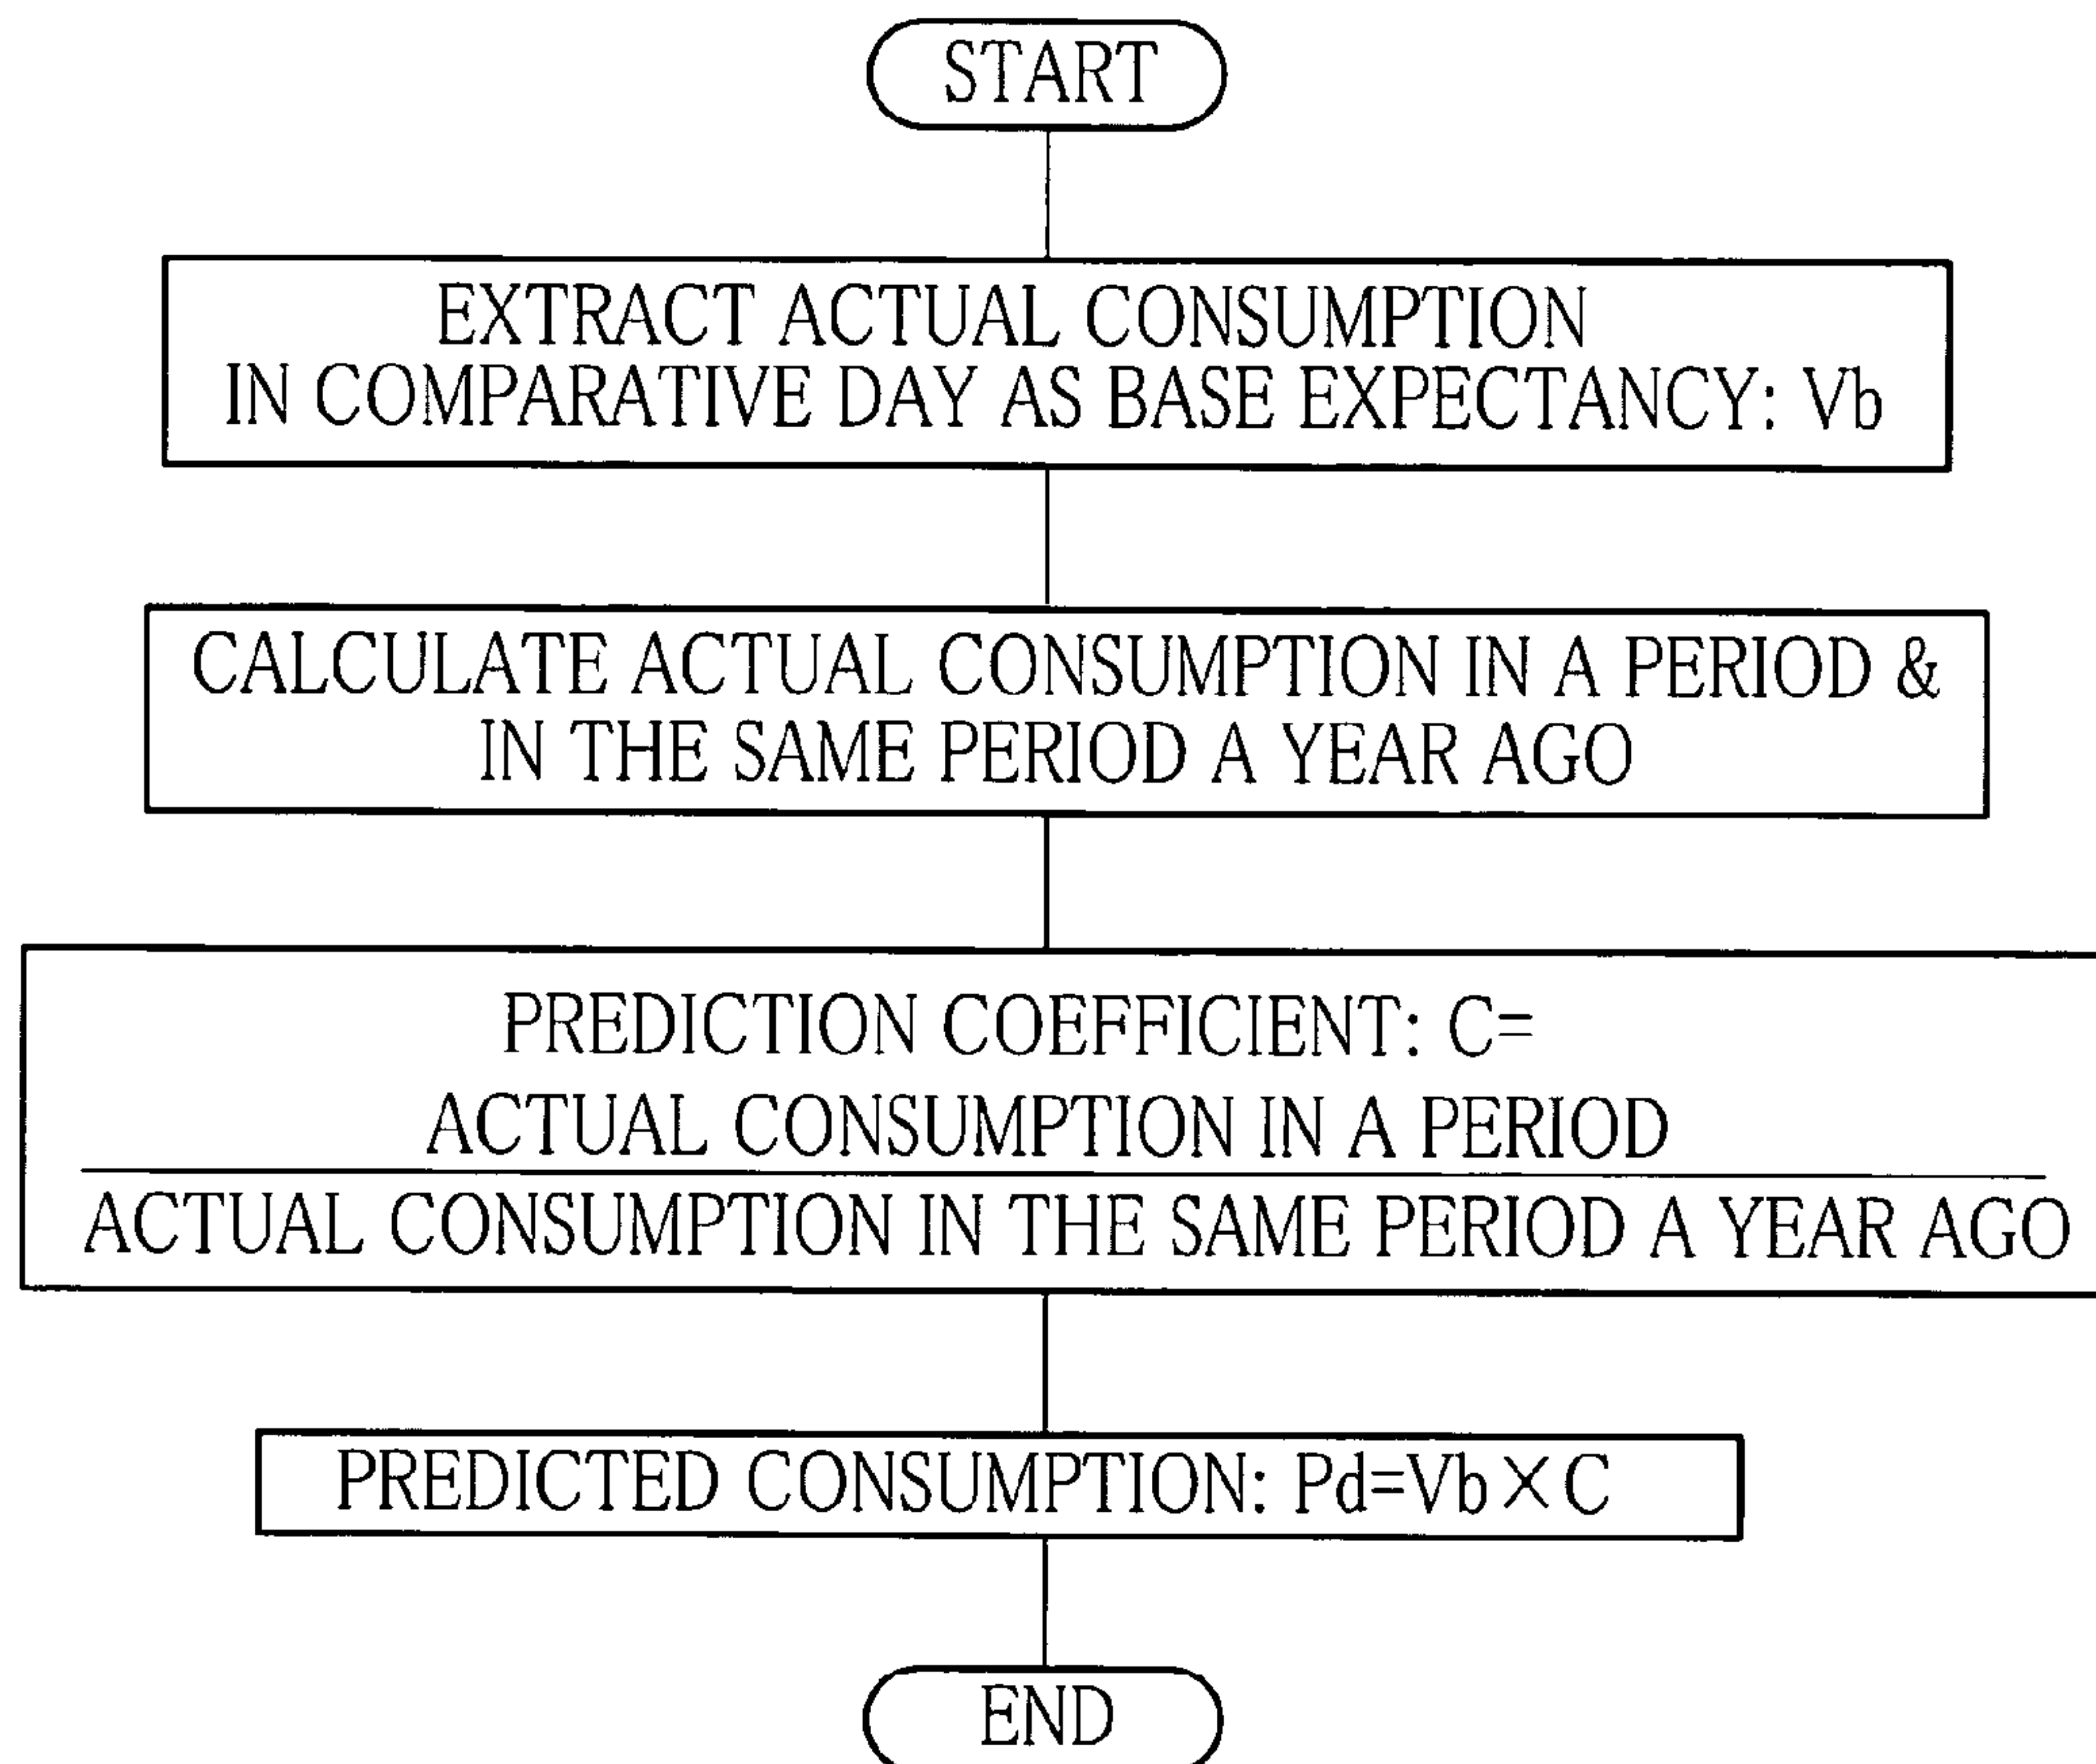 START
EXTRACT ACTUAL CONSUMPTION
IN COMPARATIVE DAY AS BASE EXPECTANCY: Vb
CALCULATE ACTUAL CONSUMPTION IN A PERIOD &
IN THE SAME PERIOD A YEAR AGO
PREDICTION COEFFICIENT: C=
ACTUAL CONSUMPTION IN A PERIOD
ACTUAL CONSUMPTION IN THE SAME PERIOD A YEAR AGO
PREDICTED CONSUMPTION: Pd=Vb×C
END